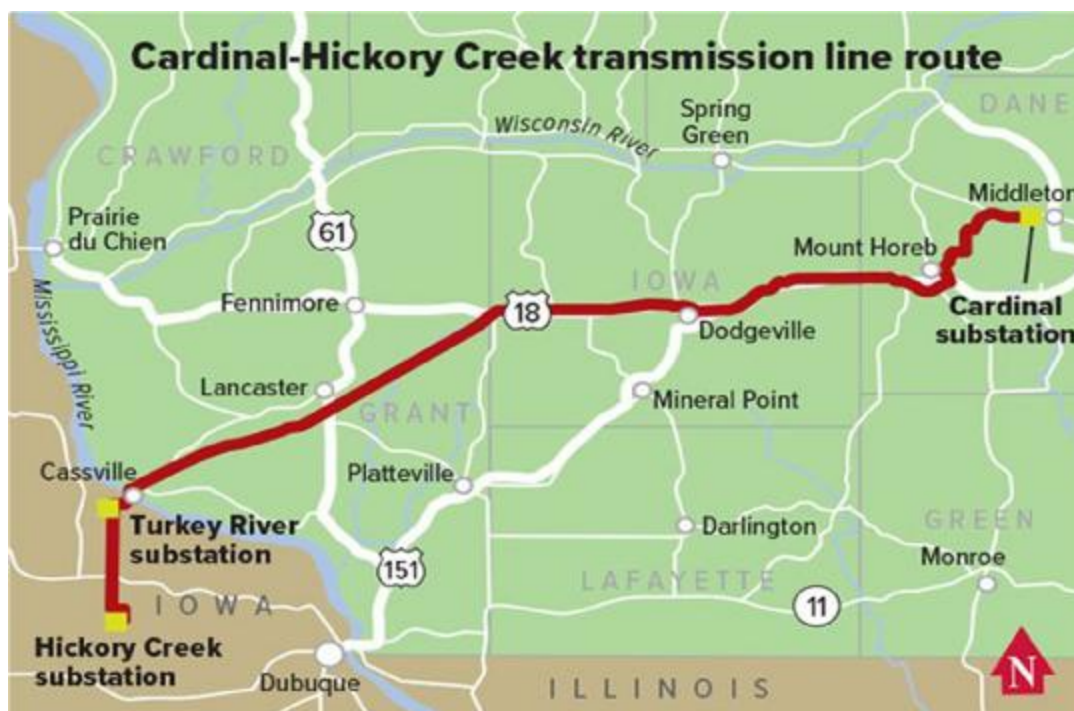 Cardinal-Hickory Creek transmission line route
DANE
Spring
Green
Wisconsin River
CRAWFORD
Middleton
Prairie
du Chien
61
Mount Horeb
IOWA
Mississippi River
Fennimore
18
Cardinal
substation
Dodgeville
Lancaster
GRANT
Mineral Point
Cassville
Platteville
Turkey River
substation
Darlington
GREEN
151
LAFAYETTE
Monroe
IOWA
11
Hickory Creek
substation
Dubuque
ILLINOIS
N